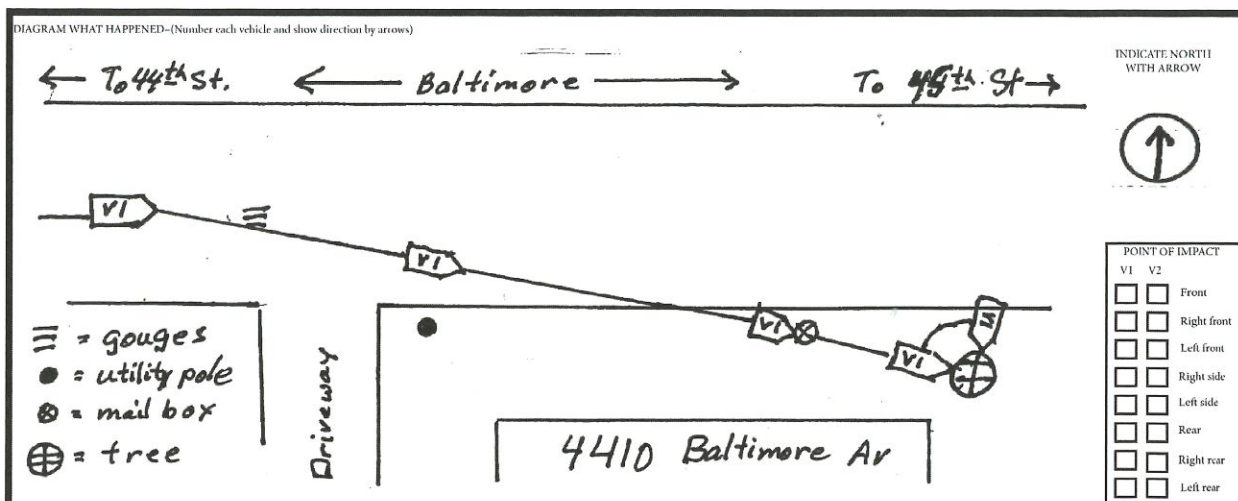 DIAGRAM WHAT HAPPENED–(Number each vehicle and show direction by arrows)
INDICATE NORTH
WITH ARROW
← To 44th St. ← Baltimore → To 45th St →
V1
V1
V1
V1
V1
POINT OF IMPACT
V1 V2
Front
Right front
Left front
Right side
Left side
Rear
Right rear
Left rear
= gouges
= utility pole
= mail box
= tree
Driveway
4410 Baltimore Av